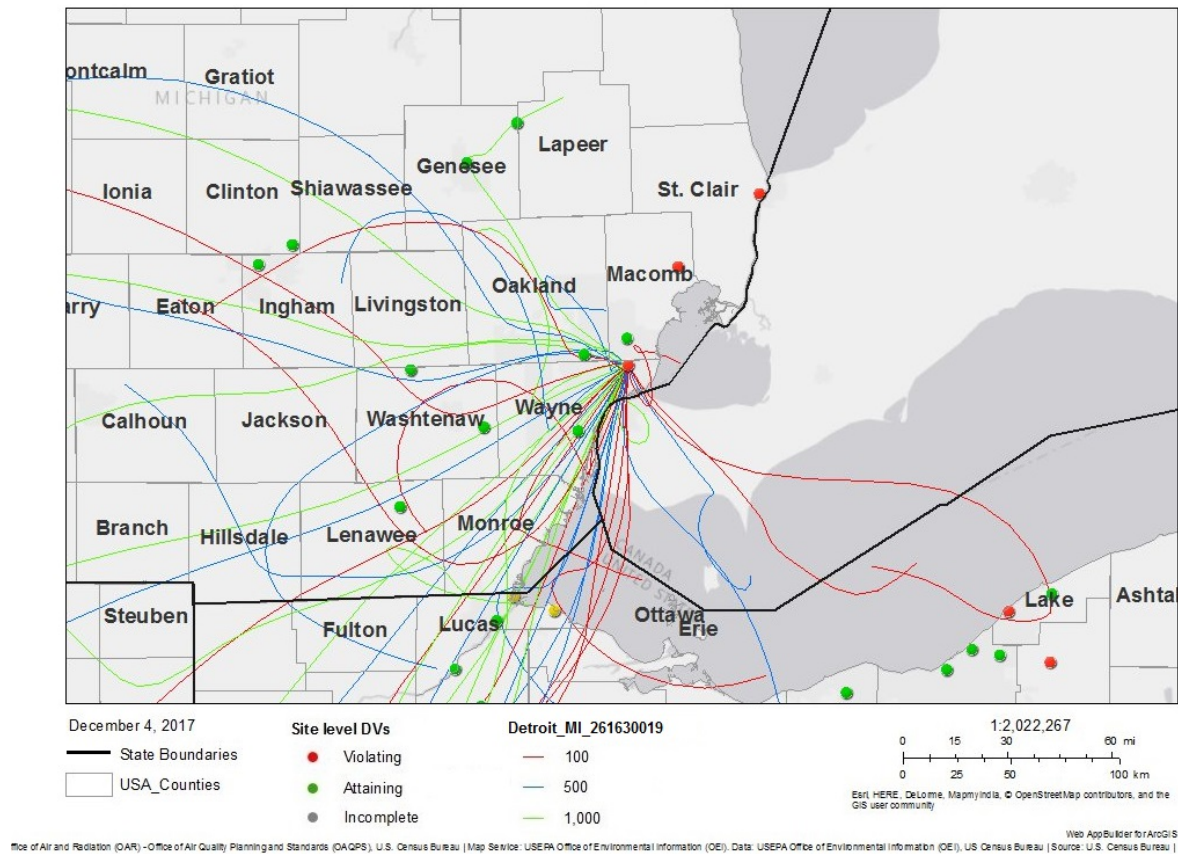 ontcalm
Gratiot
MICHIGAN
Lapeer
Genesee
Ionia
Clinton
Shiawassee
St. Clair
Macomb
Oakland
arry
Eaton
Ingham
Livingston
Calhoun
Jackson
Washtenaw
Wayne
Branch
Hillsdale
Lenawee
Monroe
CANADA
UNITED STATES
Steuben
Fulton
Lucas
Ottawa
Erie
Lake
Ashtal
December 4, 2017
State Boundaries
USA_Counties
Site level DVs
Violating
Attaining
Incomplete
Detroit_MI_261630019
100
500
1,000
1:2,022,267
0 15 30 60 mi
0 25 50 100 km
Esri, HERE, DeLorme, MapmyIndia, © OpenStreetMap contributors, and the
GIS user community
Web AppBuilder for ArcGIS
ffice of Air and Radiation (OAR) - Office of Air Quality Planning and Standards (OAQPS), U.S. Census Bureau | Map Service: USEPA Office of Environmental Information (OEI). Data: USEPA Office of Environmental Information (OEI), US Census Bureau | Source: U.S. Census Bureau |